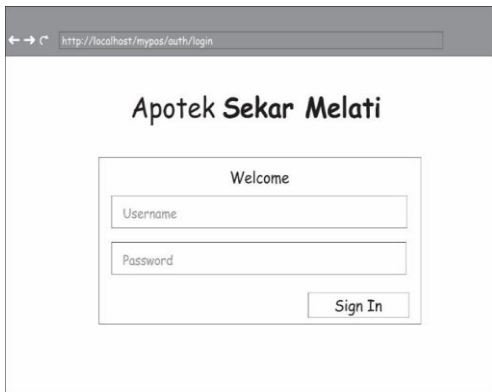 http://localhost/mypos/auth/login
Apotek Sekar Melati
Welcome
Username
Password
Sign In